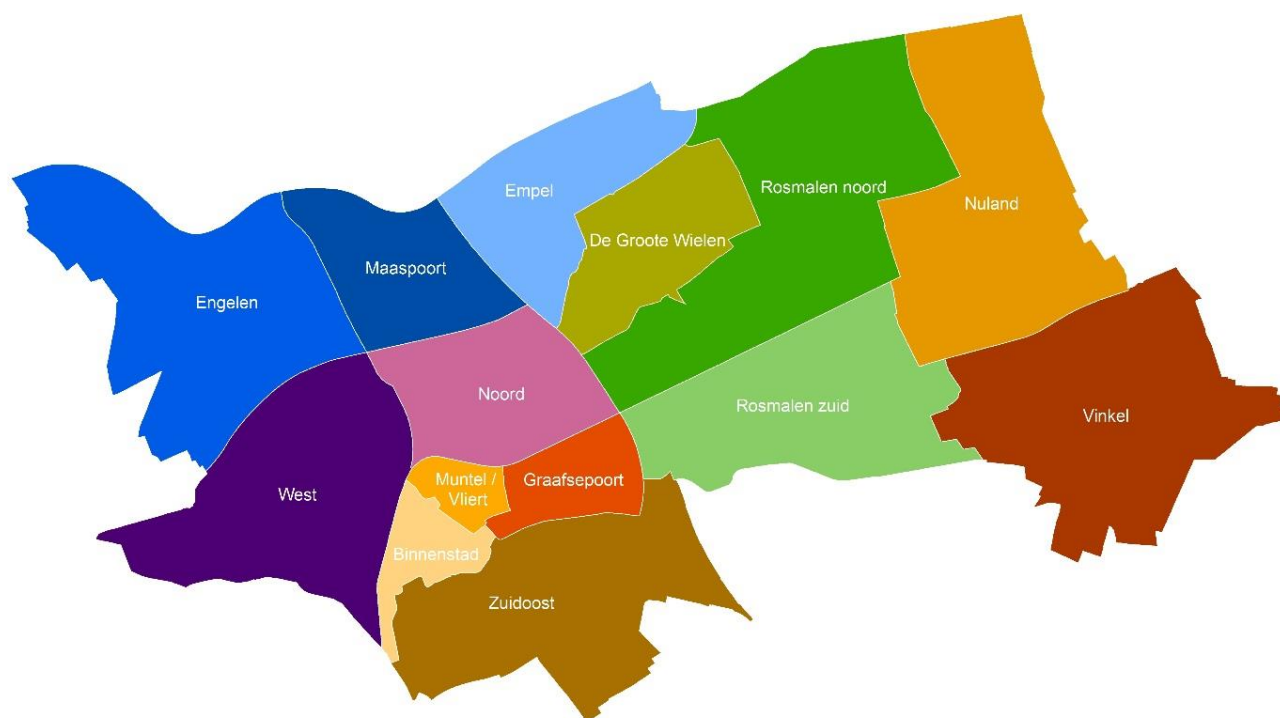 Empel
Rosmalen noord
Nuland
De Groote Wielen
Maaspoort
Engelen
Noord
Rosmalen zuid
Vinkel
Muntel /
Vliert
Graafsepoort
West
Binnenstad
Zuidoost